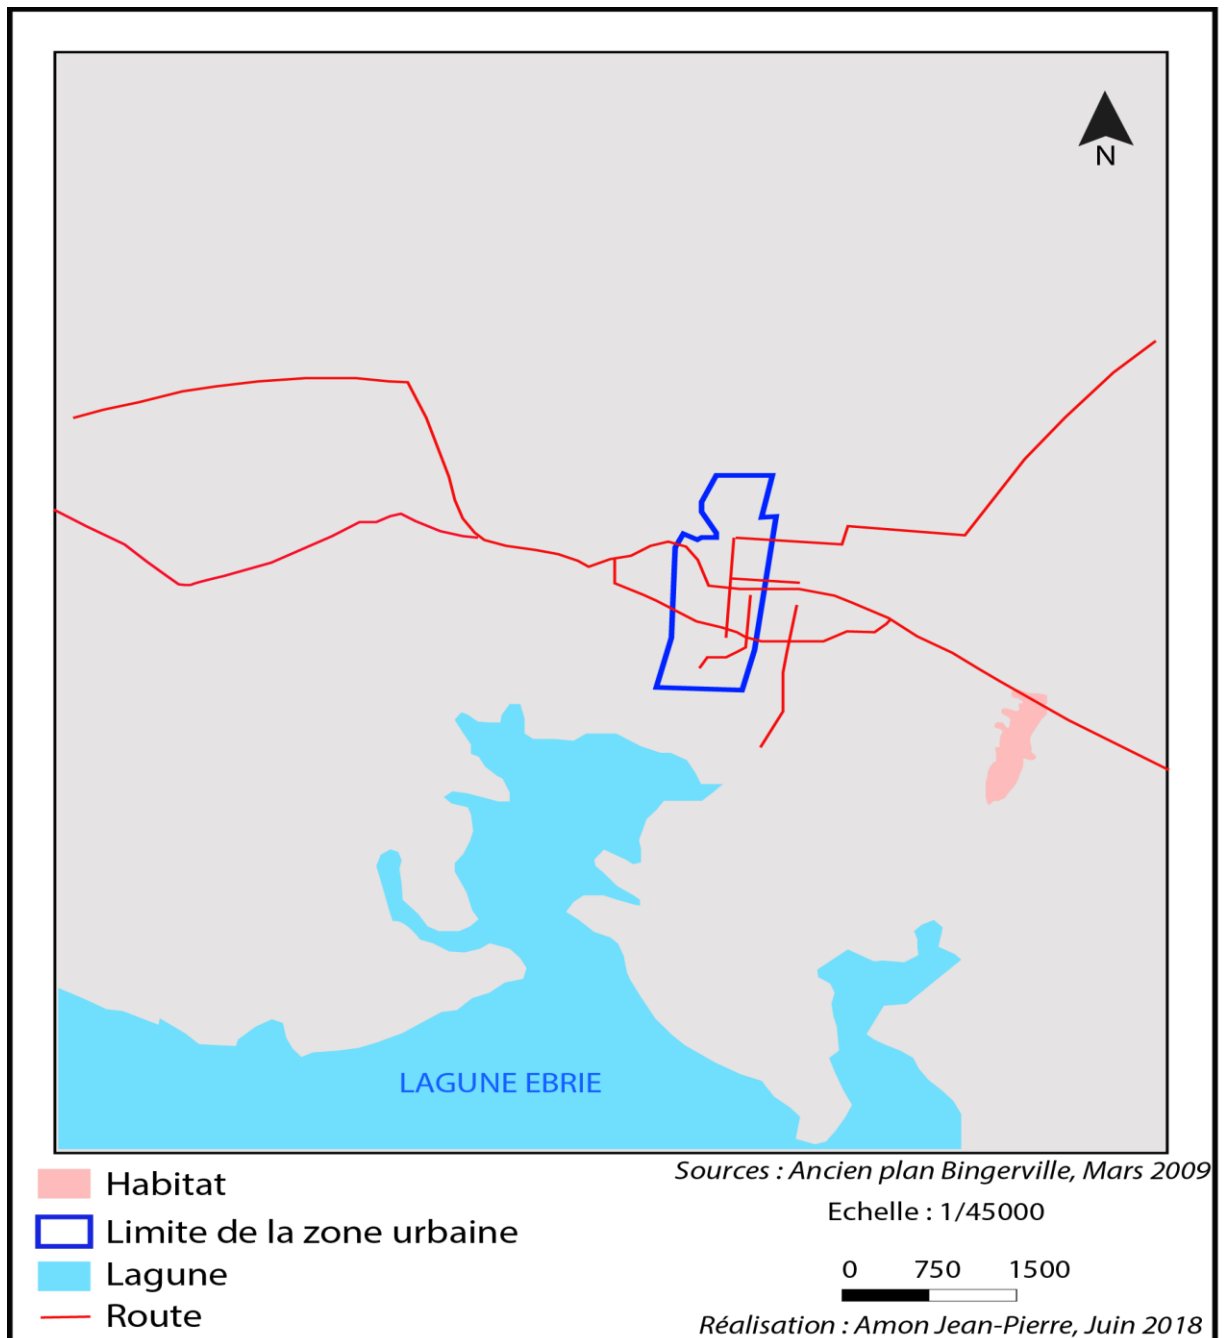 N
LAGUNE EBRIE
Habitat
Limite de la zone urbaine
Lagune
Route
Sources : Ancien plan Bingerville, Mars 2009
Echelle : 1/45000
0 750 1500
Réalisation : Amon Jean-Pierre, Juin 2018